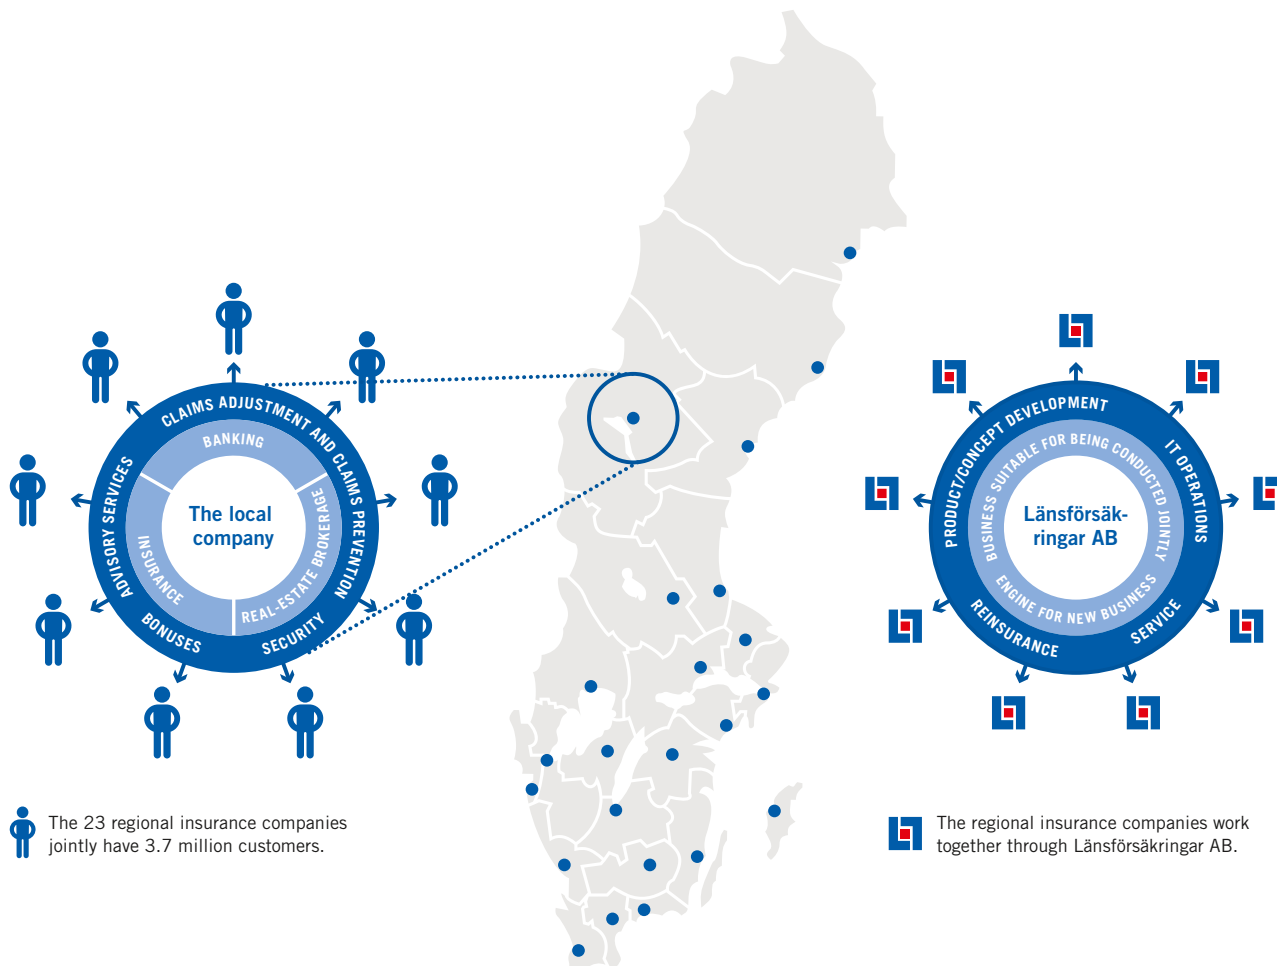 CLAIMS ADJUSTMENT AND CLAIMS PREVENTION
ADVISORY SERVICES
BONUSES
SECURITY
BANKING
INSURANCE
REAL-ESTATE BROKERAGE
The local
company
PRODUCT/CONCEPT DEVELOPMENT
IT OPERATIONS
REINSURANCE
SERVICE
BUSINESS SUITABLE FOR BEING CONDUCTED JOINTLY
ENGINE FOR NEW BUSINESS
Länsförsäk-
ringar AB
The 23 regional insurance companies
jointly have 3.7 million customers.
The regional insurance companies work
together through Länsförsäkringar AB.